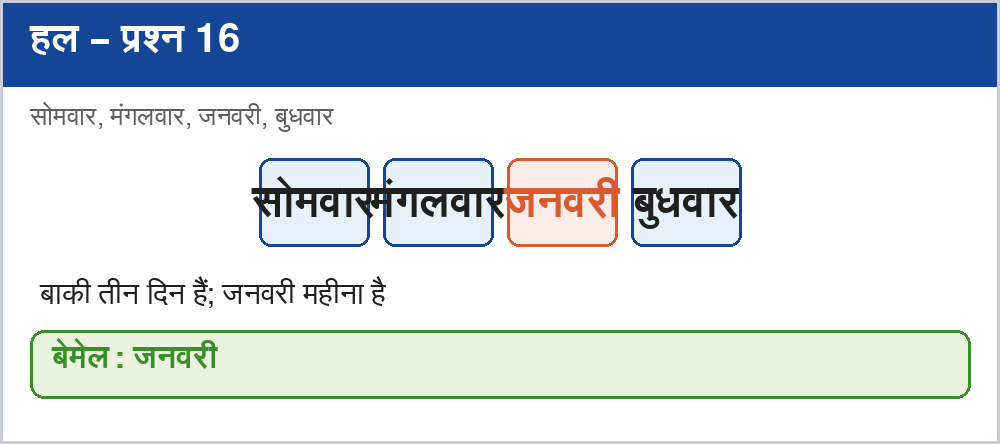 हल – प्रश्न 16
सोमवार, मंगलवार, जनवरी, बुधवार
सोमवार मंगलवार जनवरी बुधवार
बाकी तीन दिन हैं; जनवरी महीना है
बेमेल : जनवरी